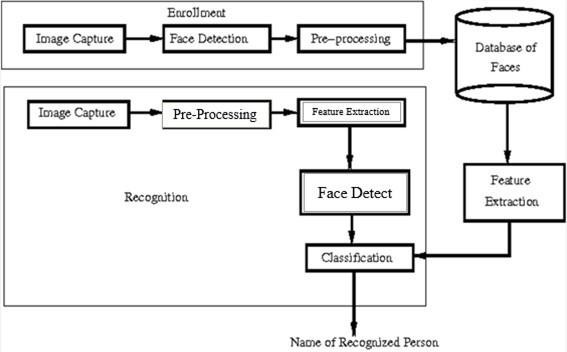 Enrollment
Image Capture
Face Detection
Pre-processing
Database of
Faces
Image Capture
Pre-Processing
Feature Extraction
Recognition
Face Detect
Feature
Extraction
Classification
Name of Recognized Person